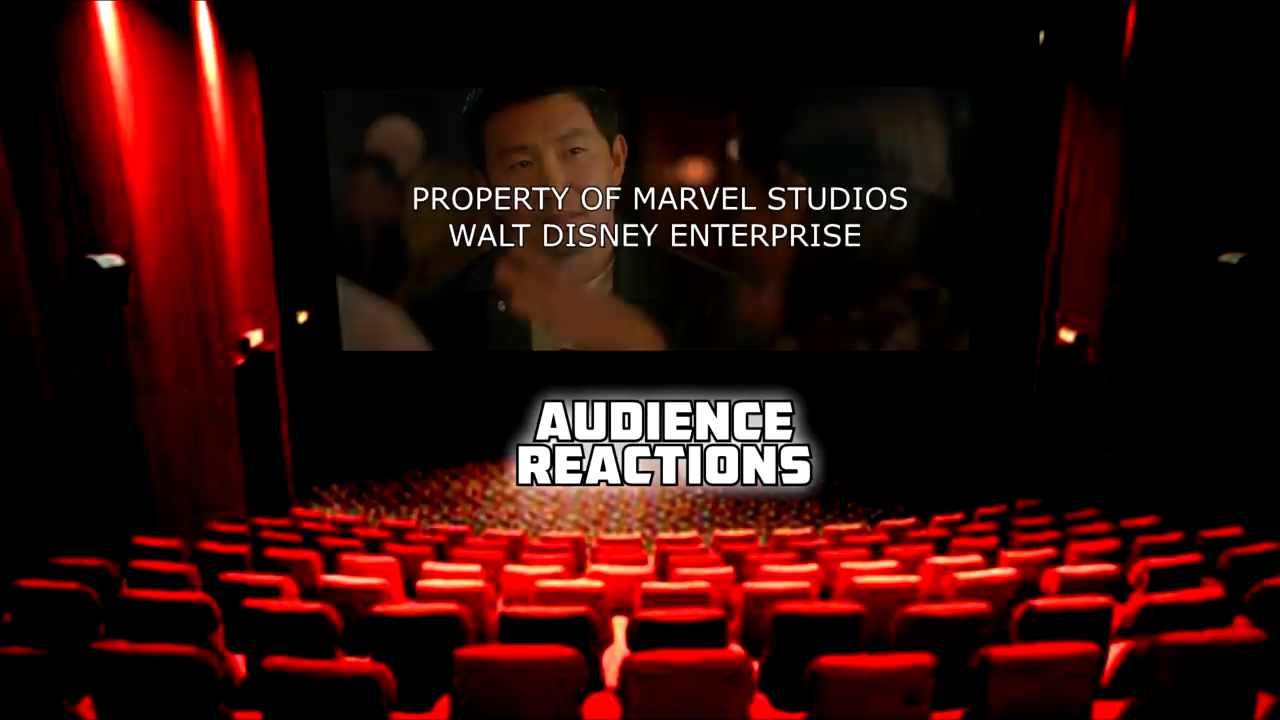 PROPERTY OF MARVEL STUDIOS
WALT DISNEY ENTERPRISE
AUDIENCE
REACTIONS